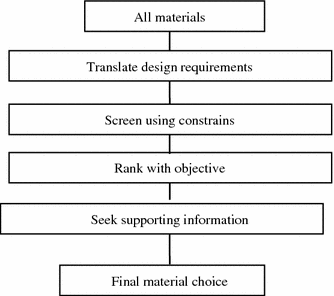 All materials
Translate design requirements
Screen using constrains
Rank with objective
Seek supporting information
Final material choice